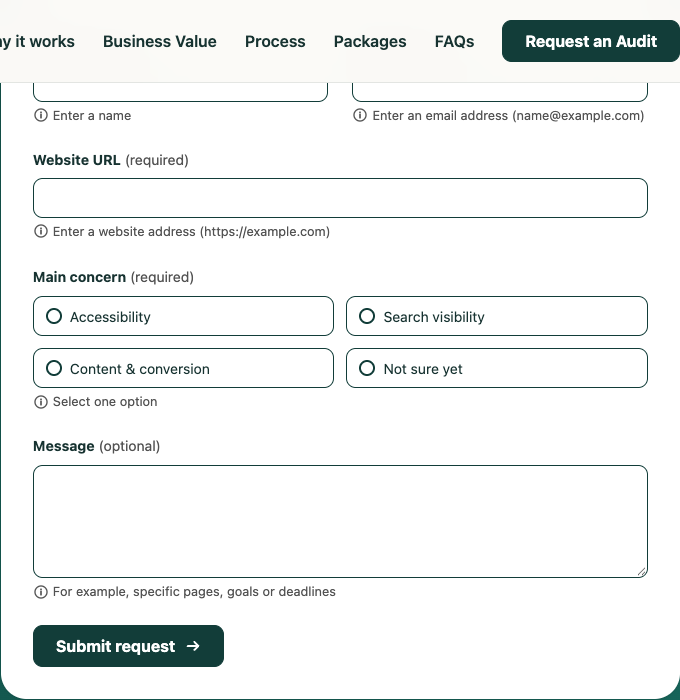 it works
Business Value
Process
Packages
FAQs
Request an Audit
Enter a name
Enter an email address (name@example.com)
Website URL (required)
Enter a website address (https://example.com)
Main concern (required)
Accessibility
Search visibility
Content & conversion
Not sure yet
Select one option
Message (optional)
For example, specific pages, goals or deadlines
Submit request →